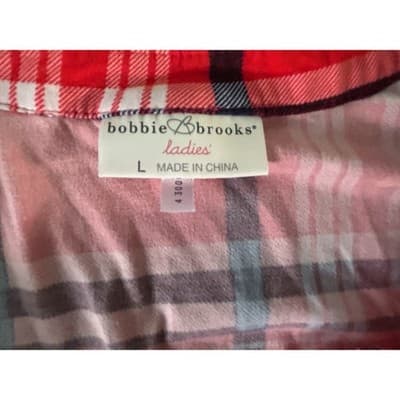 bobbie B brooks®
ladies'
L MADE IN CHINA